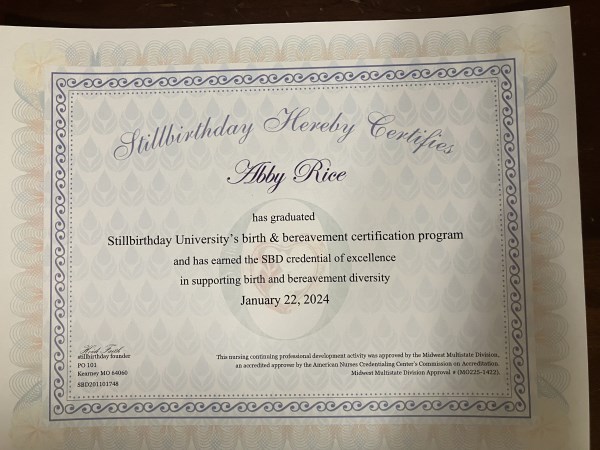 Stillbirthday Hereby Certifies
Abby Rice
has graduated
Stillbirthday University's birth & bereavement certification program
and has earned the SBD credential of excellence
in supporting birth and bereavement diversity
January 22, 2024
stillbirthday founder
PO 101
Kearney MO 64060
SBD201101748
This nursing continuing professional development activity was approved by the Midwest Multistate Division,
an accredited approver by the American Nurses Credentialing Center's Commission on Accreditation.
Midwest Multistate Division Approval # (MO225-1422).